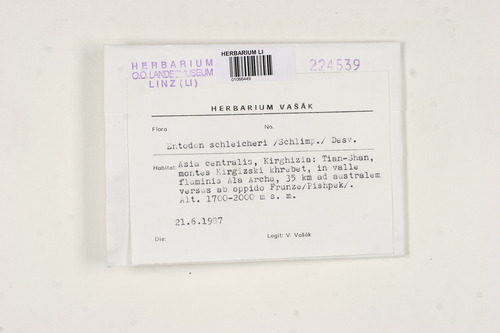 HERBARIUM
O.Ö. LANDESMUSEUM
LINZ (LI)
HERBARIUM LI
01066449
224539
HERBARIUM VAŠÁK
Flora No.
Entodon schleicheri /Schlimp./ Desv.
Habitat: Asia centralis, Kirghizia: Tian-Shan,
montes Kirgizski khrebet, in valle
fluminis Ala Archa, 35 km ad australem
versus ab oppido Frunze/Pishpek/.
Alt. 1700-2000 m s. m.
21.6.1987
Die: Legit: V. Vašák